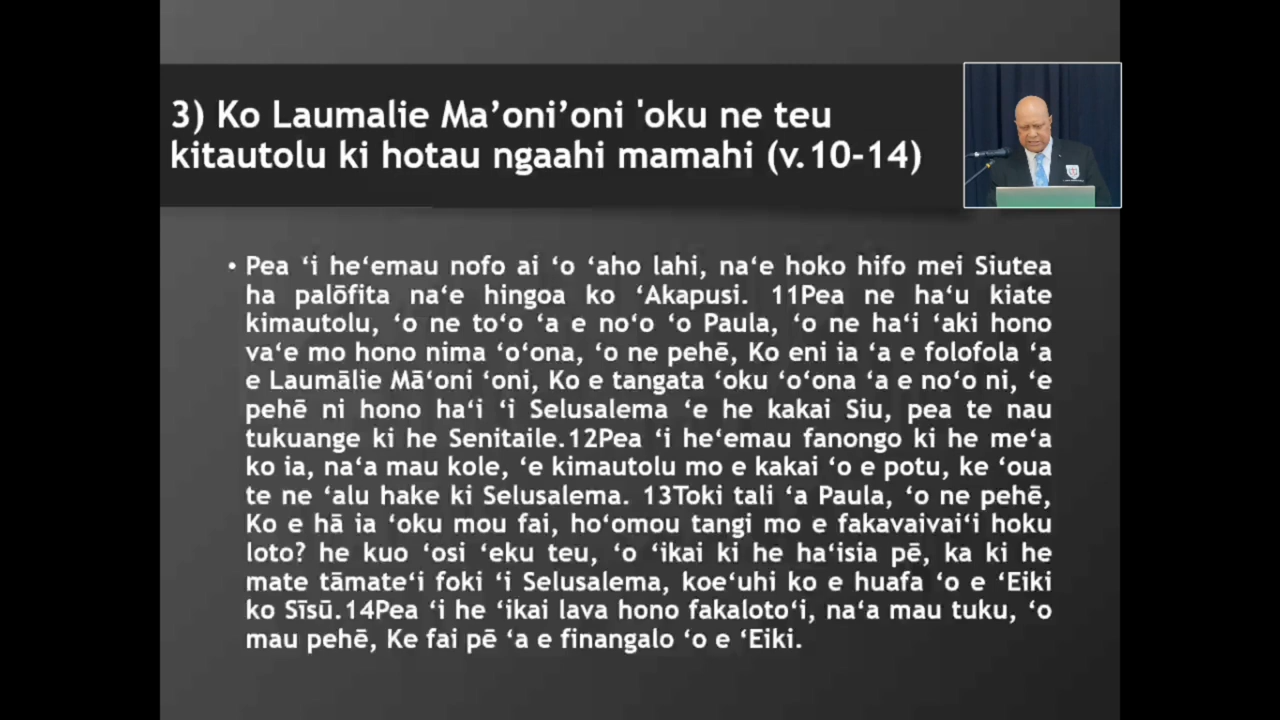 3) Ko Laumalie Ma’oni’oni 'oku ne teu
kitautolu ki hotau ngaahi mamahi (v.10-14)
• Pea ‘i he‘emau nofo ai ‘o ‘aho lahi, na‘e hoko hifo mei Siutea
ha palōfita na‘e hingoa ko ‘Akapusi. 11Pea ne ha‘u kiate
kimautolu, ‘o ne to‘o ‘a e no‘o ‘o Paula, ‘o ne ha‘i ‘aki hono
va‘e mo hono nima ‘o‘ona, ‘o ne pehē, Ko eni ia ‘a e folofola ‘a
e Laumālie Mā‘oni ‘oni, Ko e tangata ‘oku ‘o‘ona ‘a e no‘o ni, ‘e
pehē ni hono ha‘i ‘i Selusalema ‘e he kakai Siu, pea te nau
tukuange ki he Senitaile.12Pea ‘i he‘emau fanongo ki he me‘a
ko ia, na‘a mau kole, ‘e kimautolu mo e kakai ‘o e potu, ke ‘oua
te ne ‘alu hake ki Selusalema. 13Toki tali ‘a Paula, ‘o ne pehē,
Ko e hā ia ‘oku mou fai, ho‘omou tangi mo e fakavaivai‘i hoku
loto? he kuo ‘osi ‘eku teu, ‘o ‘ikai ki he ha‘isia pē, ka ki he
mate tāmate‘i foki ‘i Selusalema, koe‘uhi ko e huafa ‘o e ‘Eiki
ko Sīsū.14Pea ‘i he ‘ikai lava hono fakaloto‘i, na‘a mau tuku, ‘o
mau pehē, Ke fai pē ‘a e finangalo ‘o e ‘Eiki.